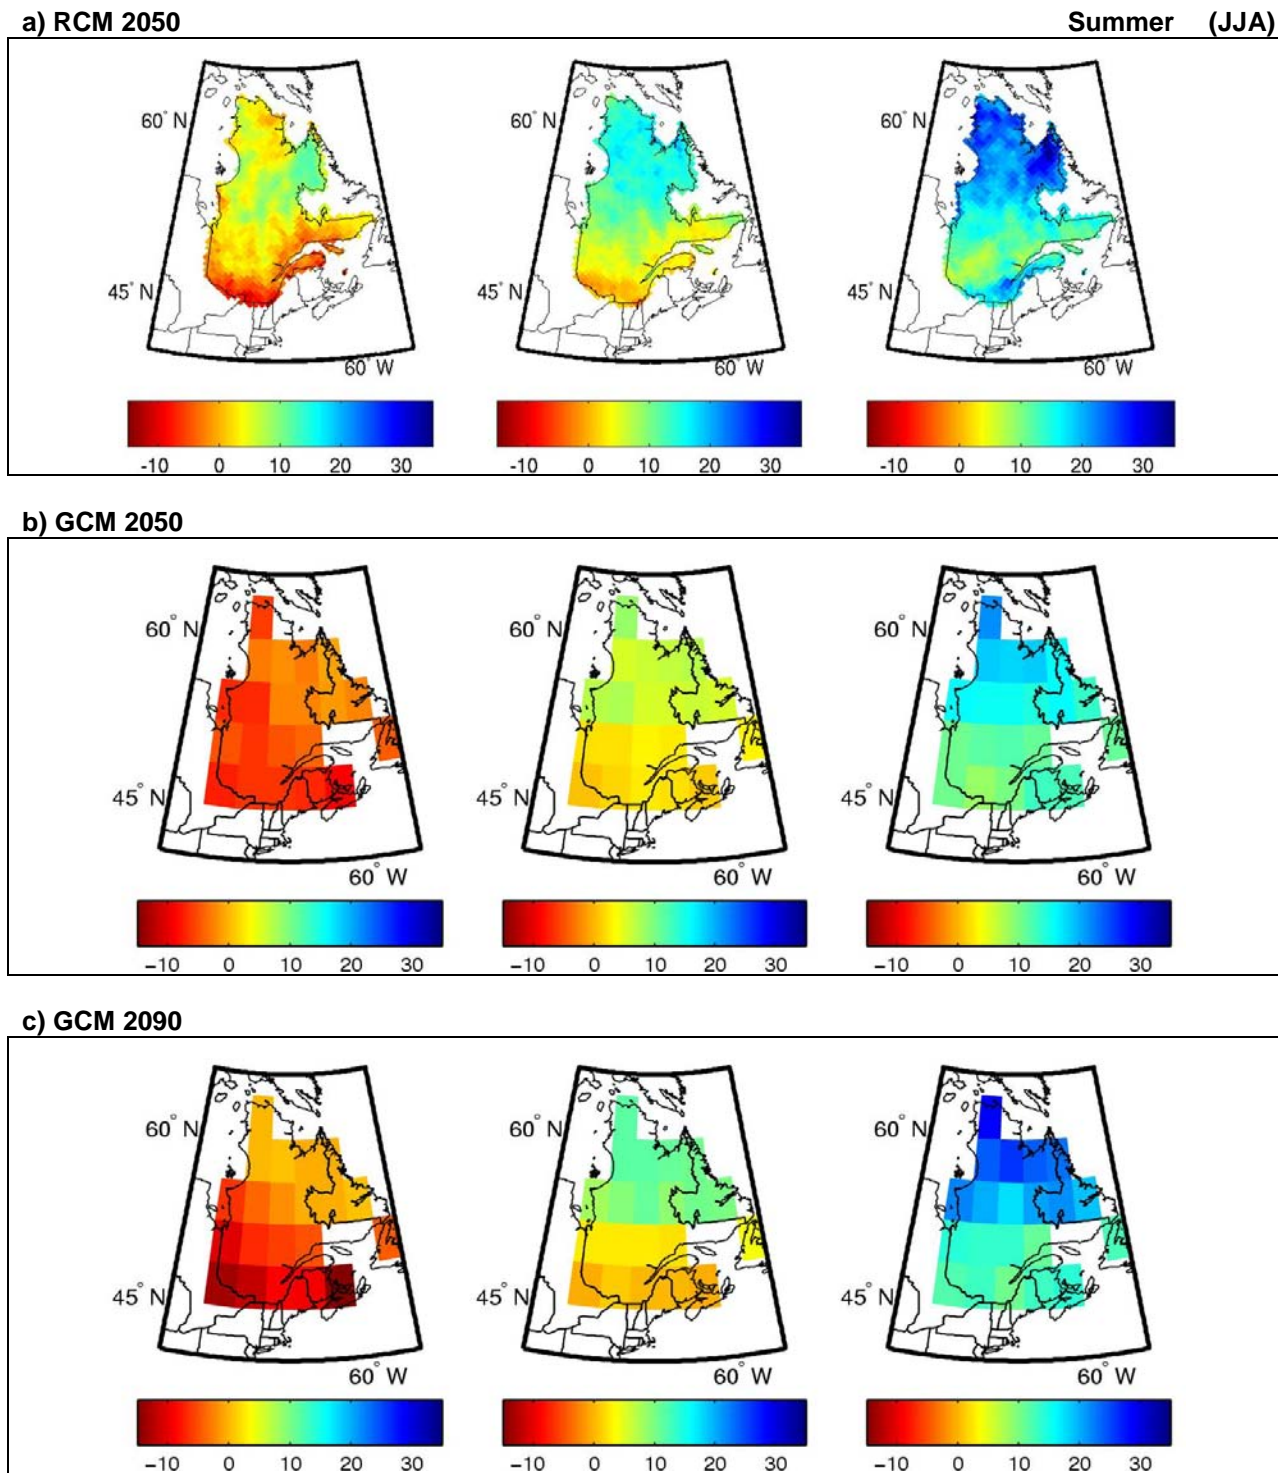 a) RCM 2050 Summer (JJA)
60° N 60° N 60° N
45° N 45° N 45° N
60° W 60° W 60° W
-10 0 10 20 30 -10 0 10 20 30 -10 0 10 20 30
b) GCM 2050
60° N 60° N 60° N
45° N 45° N 45° N
60° W 60° W 60° W
−10 0 10 20 30 −10 0 10 20 30 −10 0 10 20 30
c) GCM 2090
60° N 60° N 60° N
45° N 45° N 45° N
60° W 60° W 60° W
−10 0 10 20 30 −10 0 10 20 30 −10 0 10 20 30